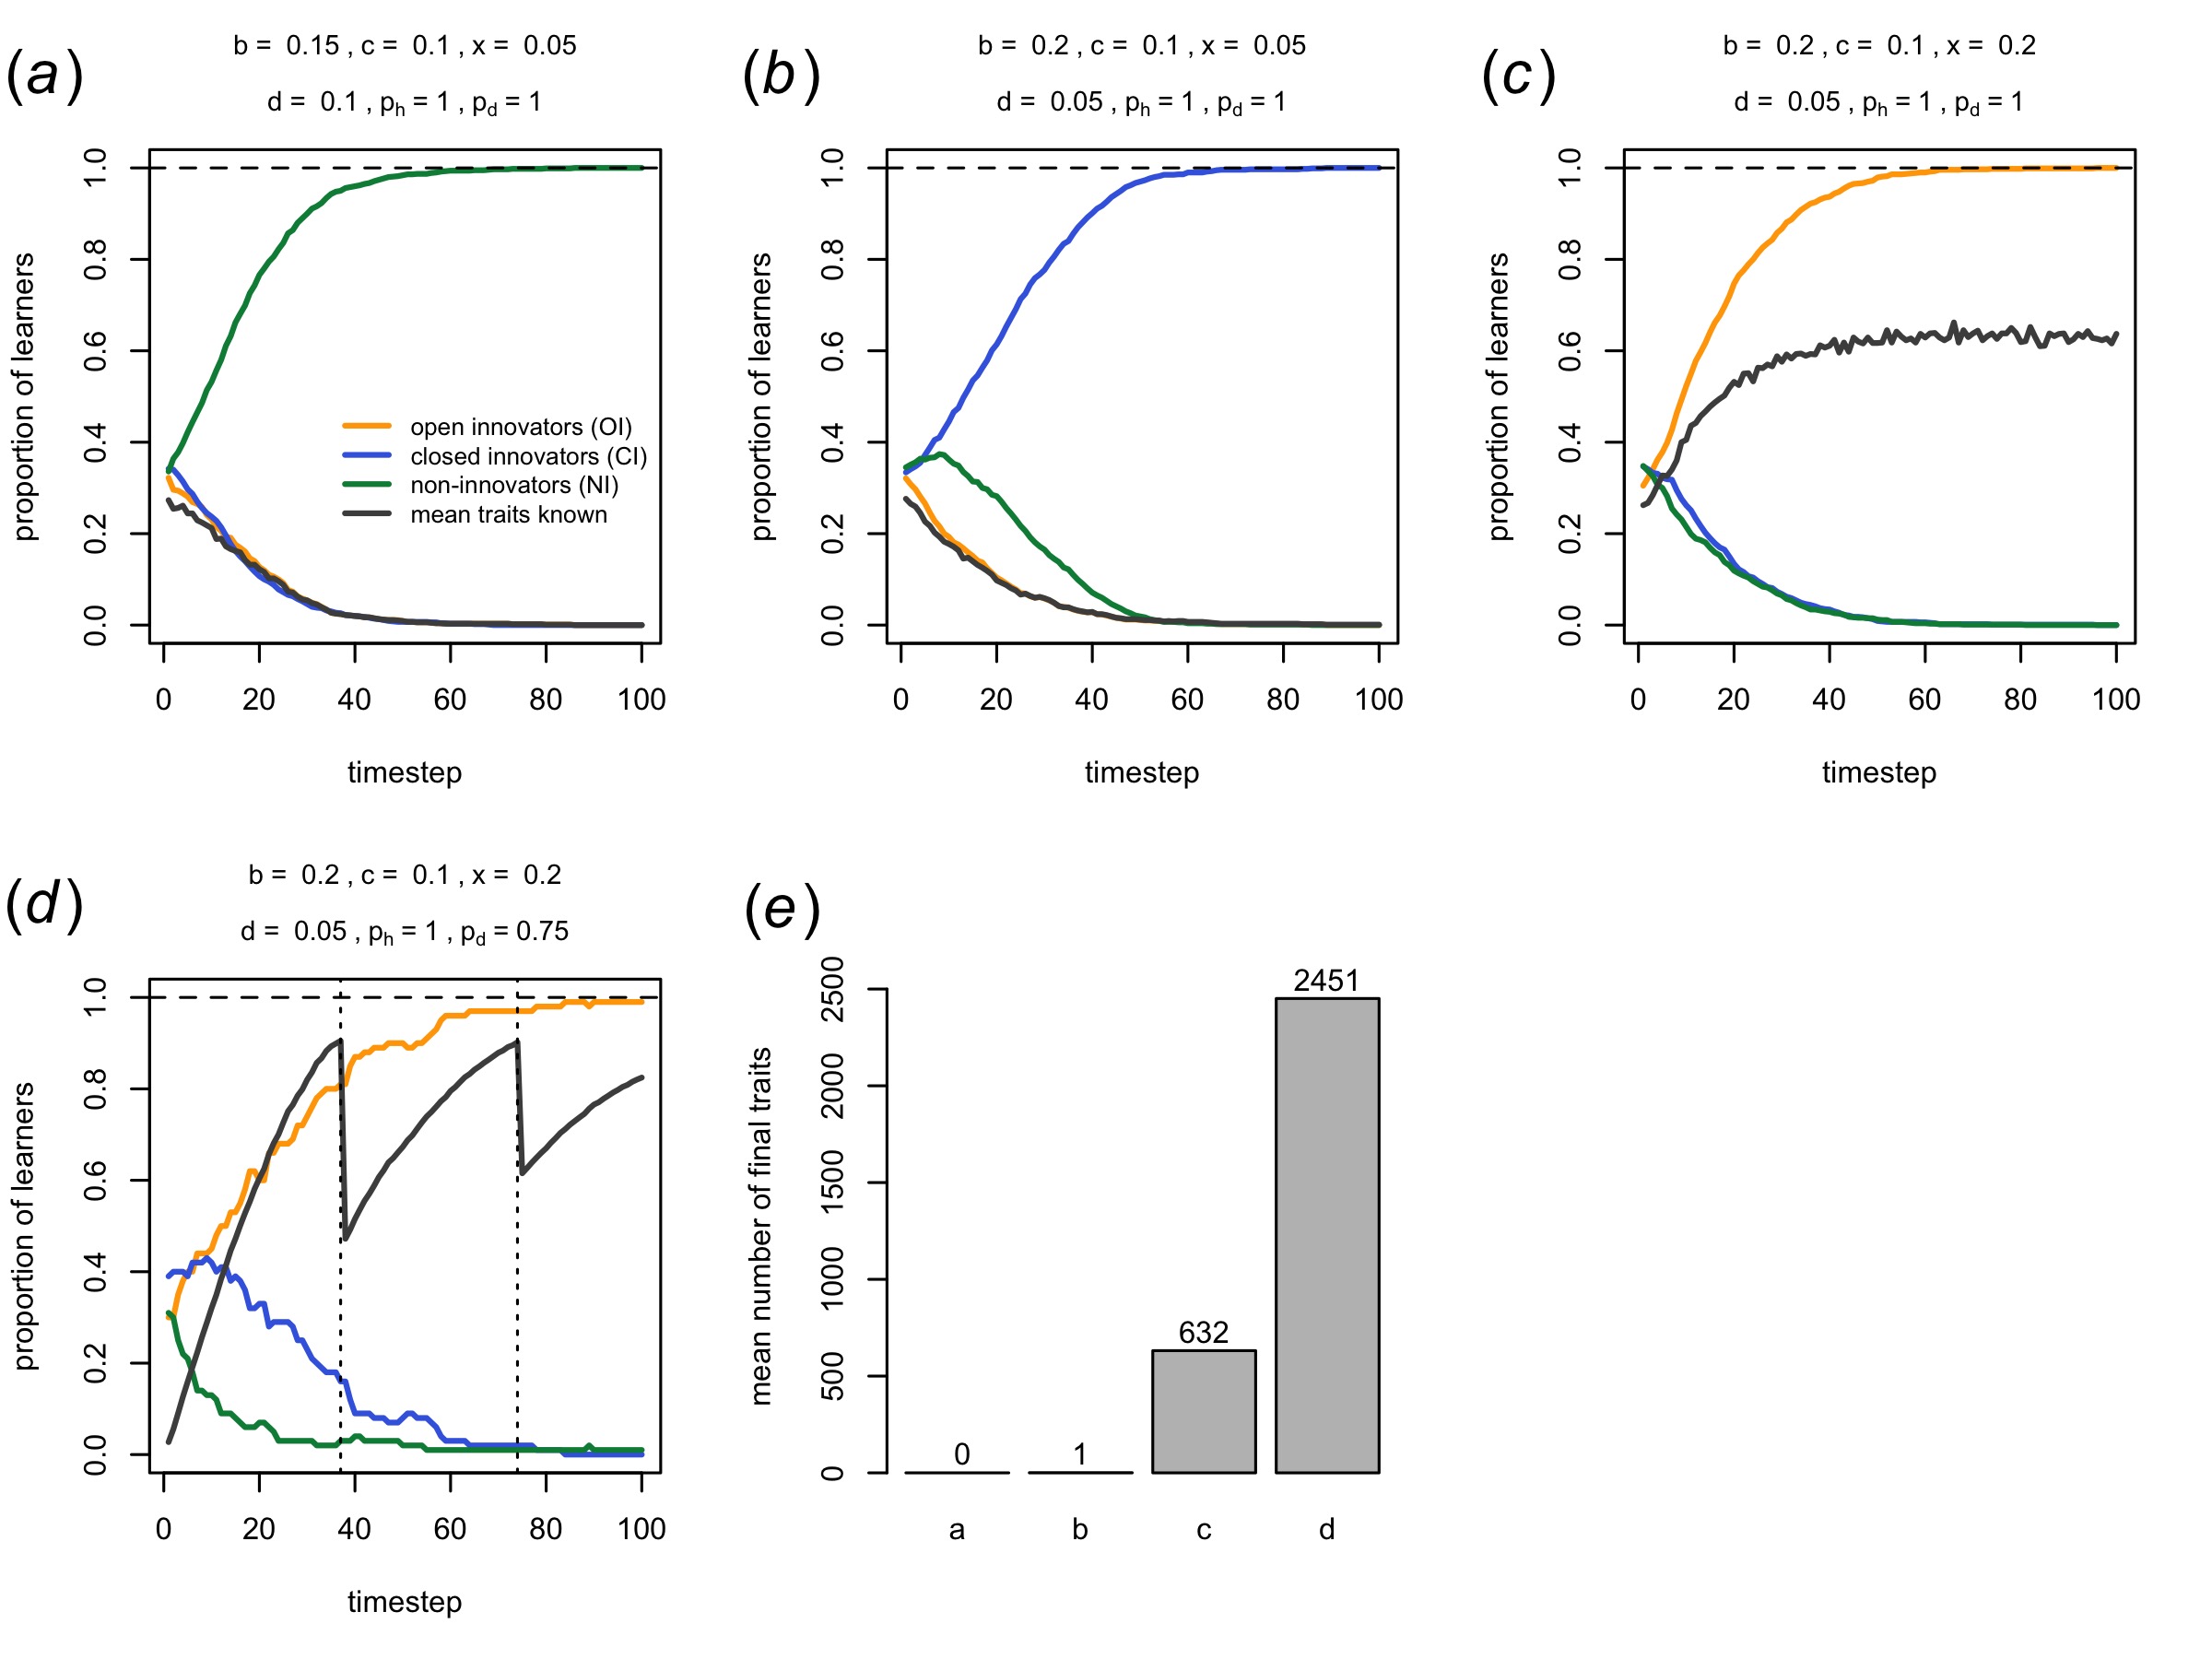 (a)
b = 0.15 , c = 0.1 , x = 0.05
d = 0.1 , pₕ = 1 , p_d = 1
proportion of learners
0.0 0.2 0.4 0.6 0.8 1.0
open innovators (OI)
closed innovators (CI)
non-innovators (NI)
mean traits known
0 20 40 60 80 100
timestep
(b)
b = 0.2 , c = 0.1 , x = 0.05
d = 0.05 , pₕ = 1 , p_d = 1
proportion of learners
0.0 0.2 0.4 0.6 0.8 1.0
0 20 40 60 80 100
timestep
(c)
b = 0.2 , c = 0.1 , x = 0.2
d = 0.05 , pₕ = 1 , p_d = 1
proportion of learners
0.0 0.2 0.4 0.6 0.8 1.0
0 20 40 60 80 100
timestep
(d)
b = 0.2 , c = 0.1 , x = 0.2
d = 0.05 , pₕ = 1 , p_d = 0.75
proportion of learners
0.0 0.2 0.4 0.6 0.8 1.0
0 20 40 60 80 100
timestep
(e)
mean number of final traits
0 500 1000 1500 2000 2500
0 1 632 2451
a b c d